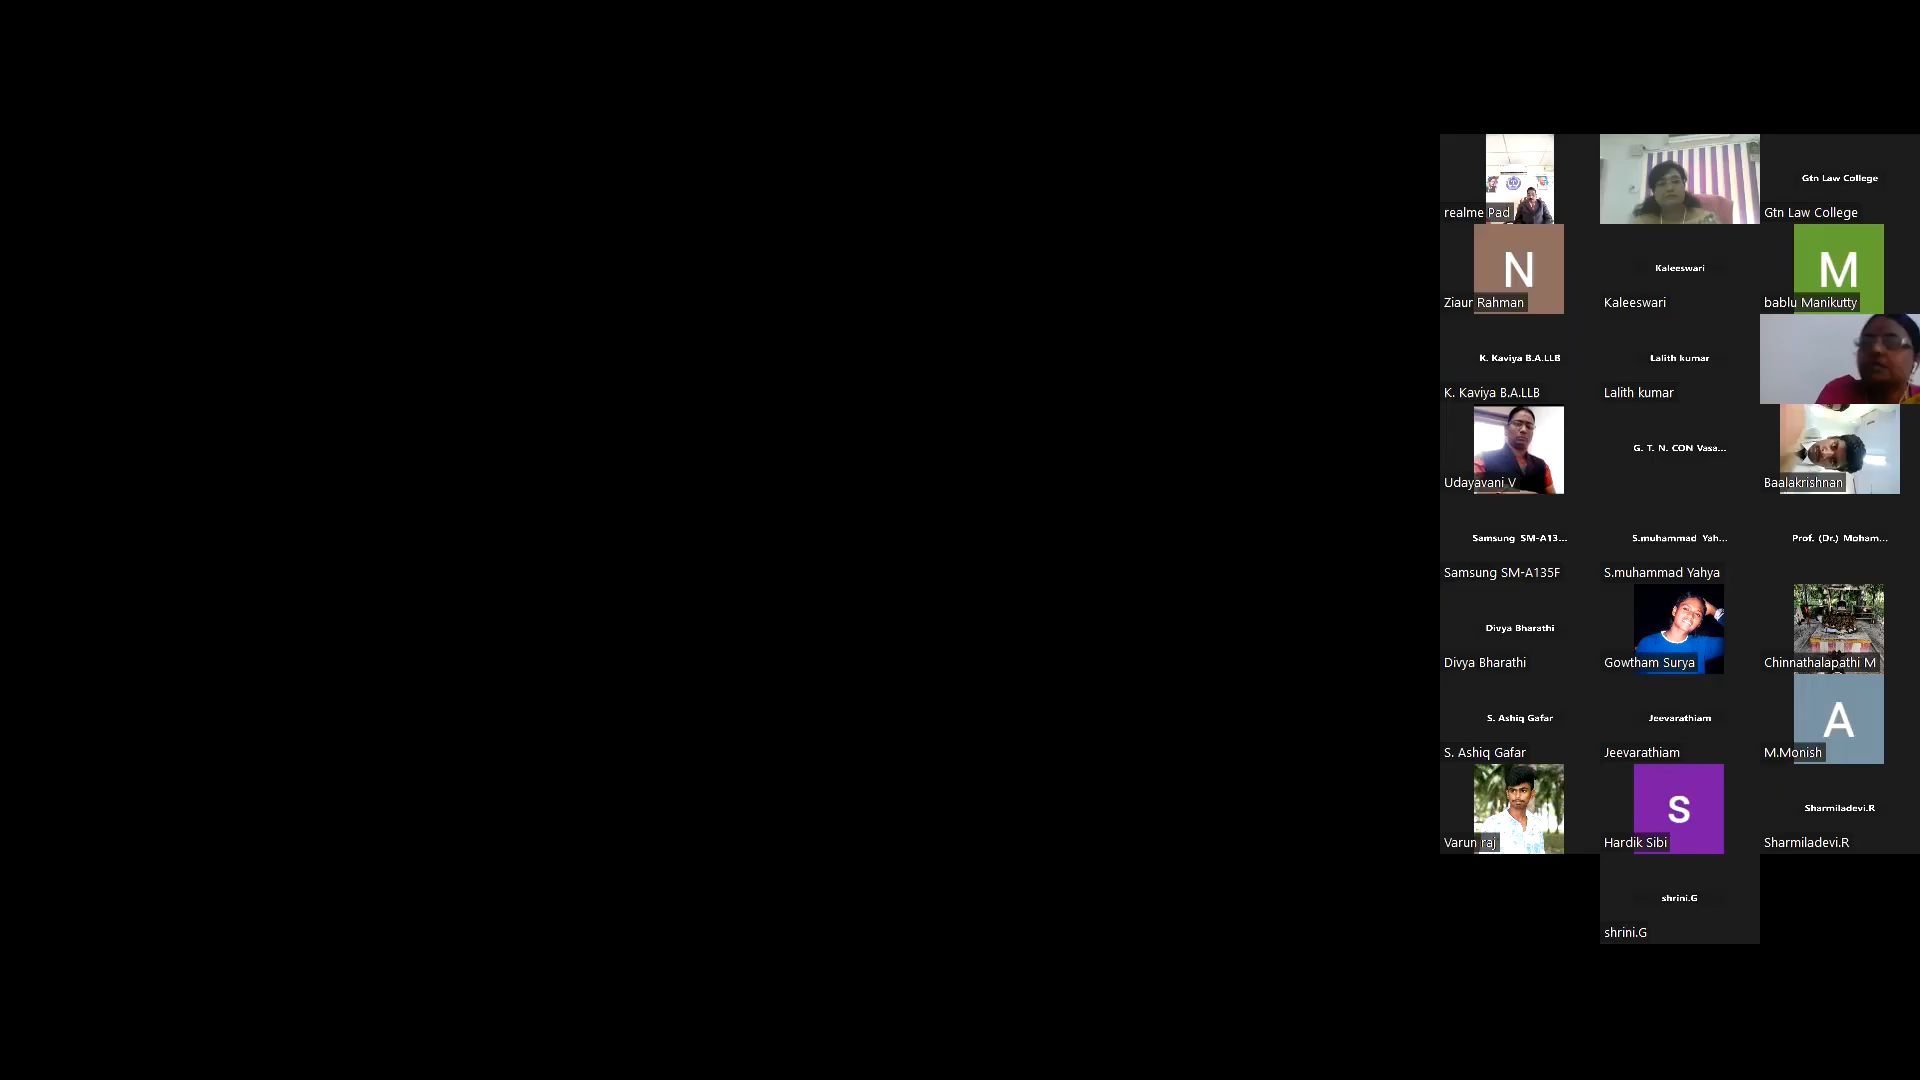 Gtn Law College
realme Pad
Gtn Law College
N
M
Kaleeswari
Ziaur Rahman
Kaleeswari
bablu Manikutty
K. Kaviya B.A.LLB
Lalith kumar
K. Kaviya B.A.LLB
Lalith kumar
G. T. N. CON Vasa...
Udayavani V
Baalakrishnan
Samsung SM-A13...
S.muhammad Yah...
Prof. (Dr.) Moham...
Samsung SM-A135F
S.muhammad Yahya
Divya Bharathi
Divya Bharathi
Gowtham Surya
Chinnathalapathi M
S. Ashiq Gafar
Jeevarathiam
A
S. Ashiq Gafar
Jeevarathiam
M.Monish
S
Sharmiladevi.R
Varun raj
Hardik Sibi
Sharmiladevi.R
shrini.G
shrini.G